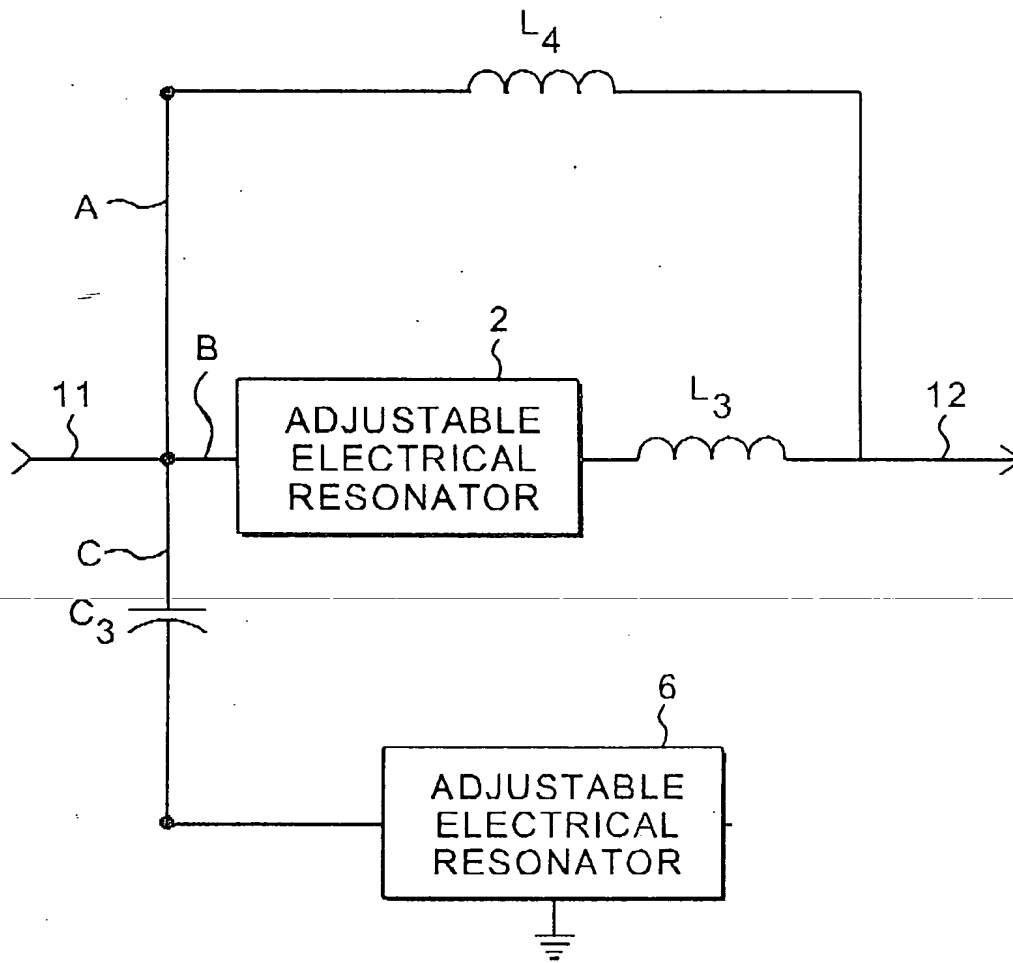 L4
A
2
B
11
ADJUSTABLE
ELECTRICAL
RESONATOR
L3
12
C
C3
6
ADJUSTABLE
ELECTRICAL
RESONATOR